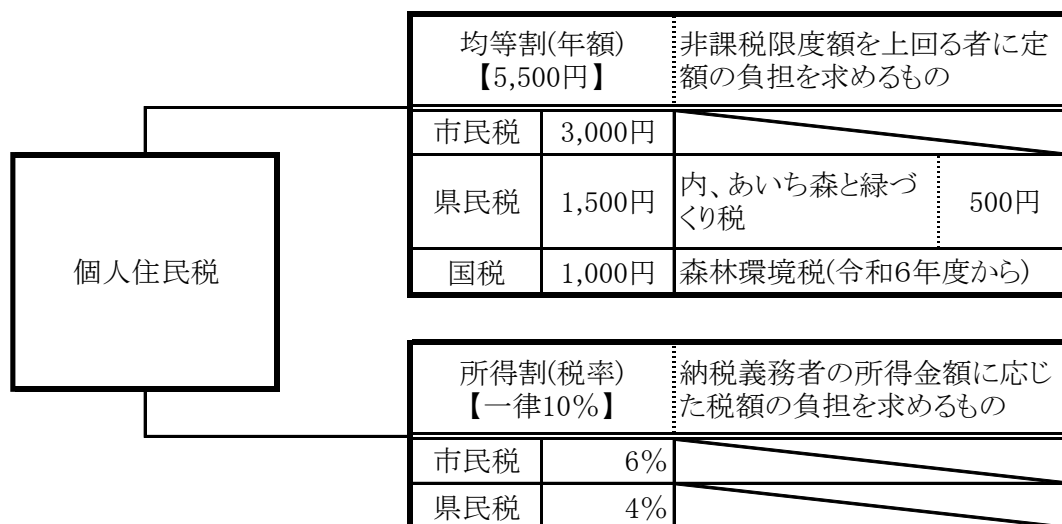 均等割(年額)
【5,500円】
非課税限度額を上回る者に定
額の負担を求めるもの
市民税 3,000円
県民税 1,500円
内、あいち森と緑づ
くり税
500円
国税 1,000円 森林環境税(令和6年度から)
個人住民税
所得割(税率)
【一律10%】
納税義務者の所得金額に応じ
た税額の負担を求めるもの
市民税 6%
県民税 4%